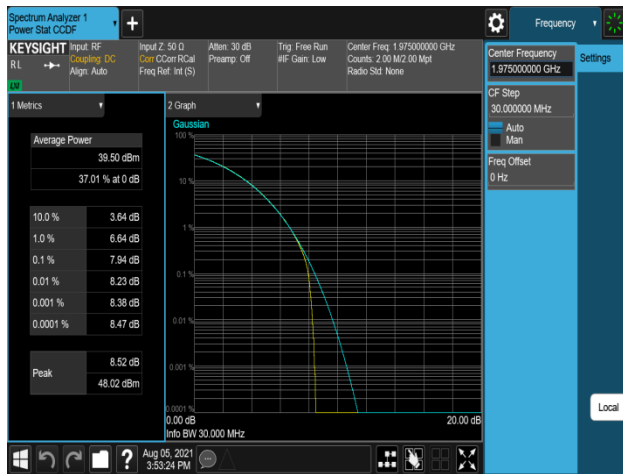 Spectrum Analyzer 1
Power Stat CCDF
Frequency
KEYSIGHT
RL
LXI
Input: RF
Coupling: DC
Align: Auto
Input Z: 50 Ω
Corr CCorr RCal
Freq Ref: Int (S)
Atten: 30 dB
Preamp: Off
Trig: Free Run
#IF Gain: Low
Center Freq: 1.975000000 GHz
Counts: 2.00 M/2.00 Mpt
Radio Std: None
Center Frequency
1.975000000 GHz
Settings
CF Step
30.000000 MHz
Auto
Man
Freq Offset
0 Hz
1 Metrics
Average Power
39.50 dBm
37.01 % at 0 dB
10.0 % 3.64 dB
1.0 % 6.64 dB
0.1 % 7.94 dB
0.01 % 8.23 dB
0.001 % 8.38 dB
0.0001 % 8.47 dB
Peak
8.52 dB
48.02 dBm
2 Graph
Gaussian
100 %
10 %
1 %
0.1 %
0.01 %
0.001 %
0.0001 %
0.00 dB 20.00 dB
Info BW 30.000 MHz
Local
?
Aug 05, 2021
3:53:24 PM